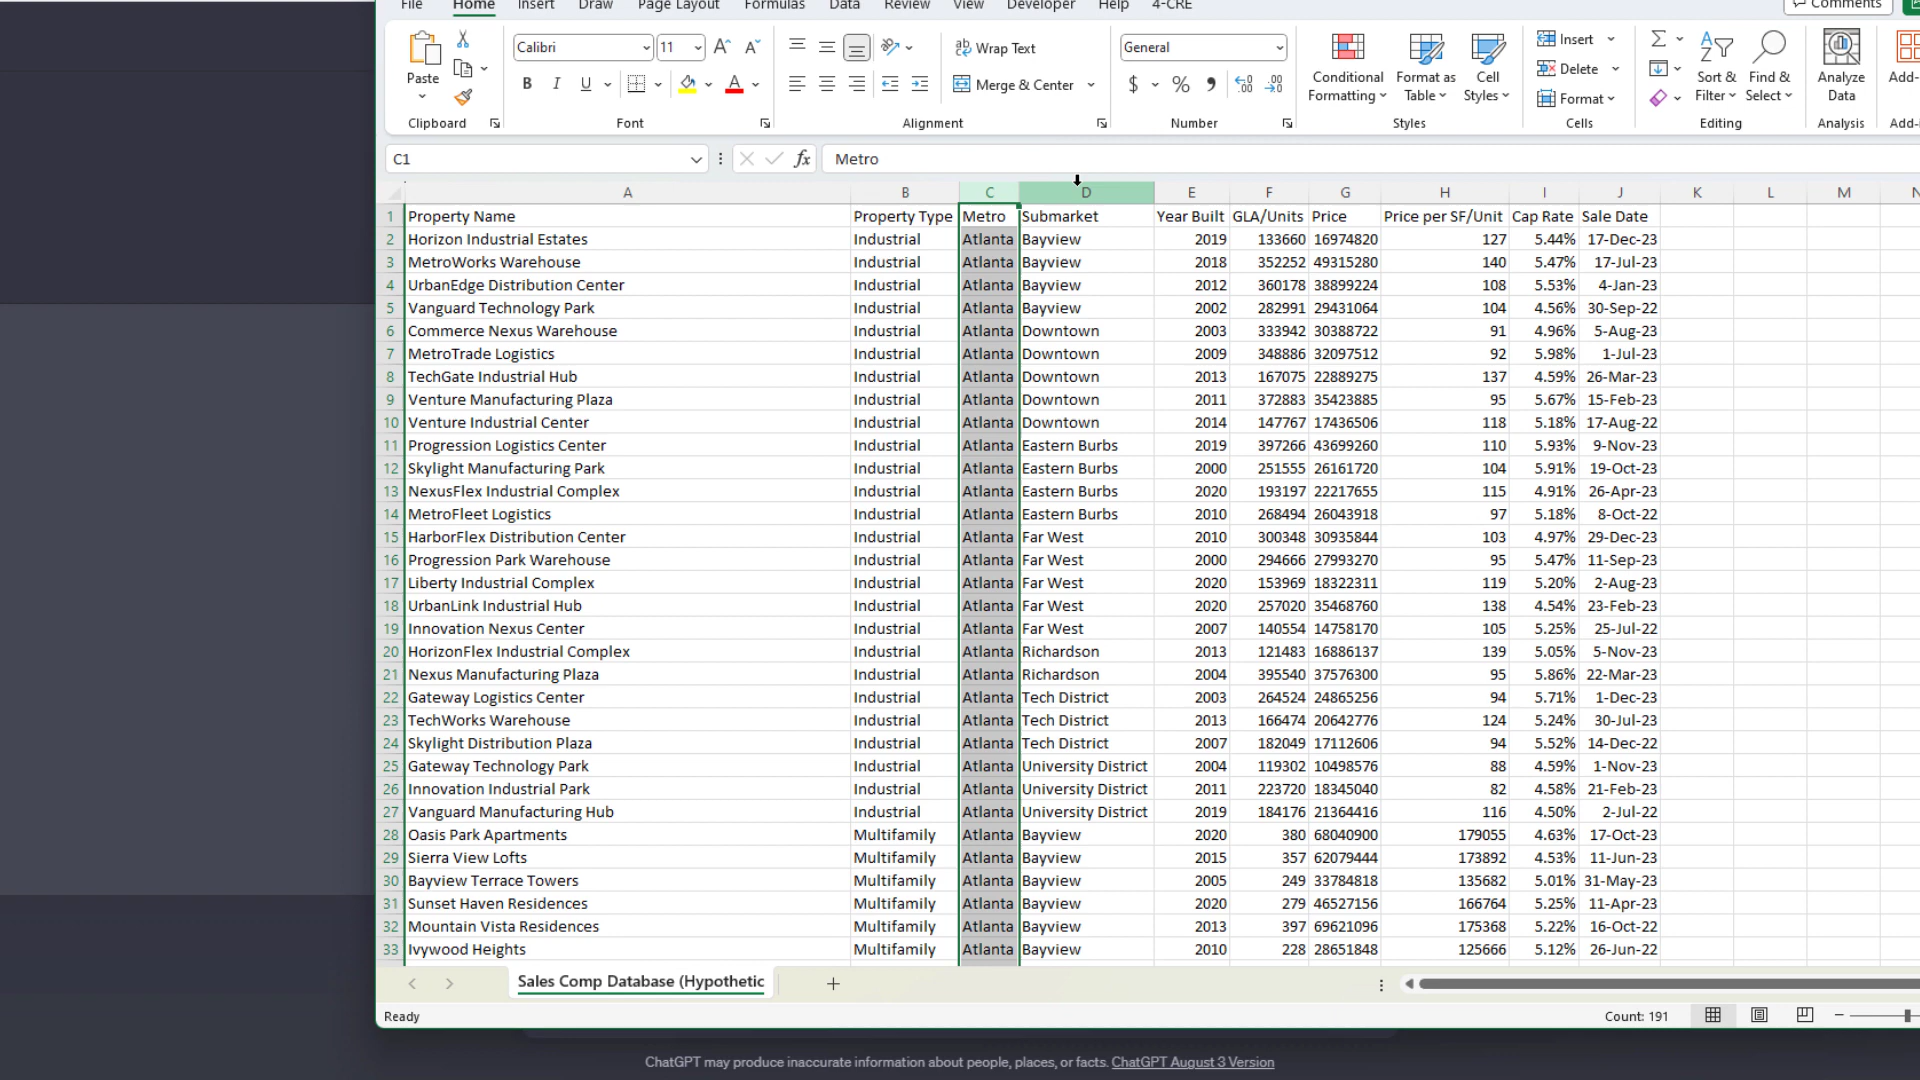 File Home Insert Draw Page Layout Formulas Data Review View Developer Help 4-CRE Comments
Calibri 11 Wrap Text General Insert
Paste B I U Merge & Center $ % Conditional Formatting Format as Table Cell Styles Delete Format Sort & Filter Find & Select Analyze Data Add-
Clipboard Font Alignment Number Styles Cells Editing Analysis Add-
C1 fx Metro
A B C D E F G H I J K L M N
1 Property Name Property Type Metro Submarket Year Built GLA/Units Price Price per SF/Unit Cap Rate Sale Date
2 Horizon Industrial Estates Industrial Atlanta Bayview 2019 133660 16974820 127 5.44% 17-Dec-23
3 MetroWorks Warehouse Industrial Atlanta Bayview 2018 352252 49315280 140 5.47% 17-Jul-23
4 UrbanEdge Distribution Center Industrial Atlanta Bayview 2012 360178 38899224 108 5.53% 4-Jan-23
5 Vanguard Technology Park Industrial Atlanta Bayview 2002 282991 29431064 104 4.56% 30-Sep-22
6 Commerce Nexus Warehouse Industrial Atlanta Downtown 2003 333942 30388722 91 4.96% 5-Aug-23
7 MetroTrade Logistics Industrial Atlanta Downtown 2009 348886 32097512 92 5.98% 1-Jul-23
8 TechGate Industrial Hub Industrial Atlanta Downtown 2013 167075 22889275 137 4.59% 26-Mar-23
9 Venture Manufacturing Plaza Industrial Atlanta Downtown 2011 372883 35423885 95 5.67% 15-Feb-23
10 Venture Industrial Center Industrial Atlanta Downtown 2014 147767 17436506 118 5.18% 17-Aug-22
11 Progression Logistics Center Industrial Atlanta Eastern Burbs 2019 397266 43699260 110 5.93% 9-Nov-23
12 Skylight Manufacturing Park Industrial Atlanta Eastern Burbs 2000 251555 26161720 104 5.91% 19-Oct-23
13 NexusFlex Industrial Complex Industrial Atlanta Eastern Burbs 2020 193197 22217655 115 4.91% 26-Apr-23
14 MetroFleet Logistics Industrial Atlanta Eastern Burbs 2010 268494 26043918 97 5.18% 8-Oct-22
15 HarborFlex Distribution Center Industrial Atlanta Far West 2010 300348 30935844 103 4.97% 29-Dec-23
16 Progression Park Warehouse Industrial Atlanta Far West 2000 294666 27993270 95 5.47% 11-Sep-23
17 Liberty Industrial Complex Industrial Atlanta Far West 2020 153969 18322311 119 5.20% 2-Aug-23
18 UrbanLink Industrial Hub Industrial Atlanta Far West 2020 257020 35468760 138 4.54% 23-Feb-23
19 Innovation Nexus Center Industrial Atlanta Far West 2007 140554 14758170 105 5.25% 25-Jul-22
20 HorizonFlex Industrial Complex Industrial Atlanta Richardson 2013 121483 16886137 139 5.05% 5-Nov-23
21 Nexus Manufacturing Plaza Industrial Atlanta Richardson 2004 395540 37576300 95 5.86% 22-Mar-23
22 Gateway Logistics Center Industrial Atlanta Tech District 2003 264524 24865256 94 5.71% 1-Dec-23
23 TechWorks Warehouse Industrial Atlanta Tech District 2013 166474 20642776 124 5.24% 30-Jul-23
24 Skylight Distribution Plaza Industrial Atlanta Tech District 2007 182049 17112606 94 5.52% 14-Dec-22
25 Gateway Technology Park Industrial Atlanta University District 2004 119302 10498576 88 4.59% 1-Nov-23
26 Innovation Industrial Park Industrial Atlanta University District 2011 223720 18345040 82 4.58% 21-Feb-23
27 Vanguard Manufacturing Hub Industrial Atlanta University District 2019 184176 21364416 116 4.50% 2-Jul-22
28 Oasis Park Apartments Multifamily Atlanta Bayview 2020 380 68040900 179055 4.63% 17-Oct-23
29 Sierra View Lofts Multifamily Atlanta Bayview 2015 357 62079444 173892 4.53% 11-Jun-23
30 Bayview Terrace Towers Multifamily Atlanta Bayview 2005 249 33784818 135682 5.01% 31-May-23
31 Sunset Haven Residences Multifamily Atlanta Bayview 2020 279 46527156 166764 5.25% 11-Apr-23
32 Mountain Vista Residences Multifamily Atlanta Bayview 2013 397 69621096 175368 5.22% 16-Oct-22
33 Ivywood Heights Multifamily Atlanta Bayview 2010 228 28651848 125666 5.12% 26-Jun-22
Sales Comp Database (Hypothetic
Ready Count: 191
ChatGPT may produce inaccurate information about people, places, or facts. ChatGPT August 3 Version